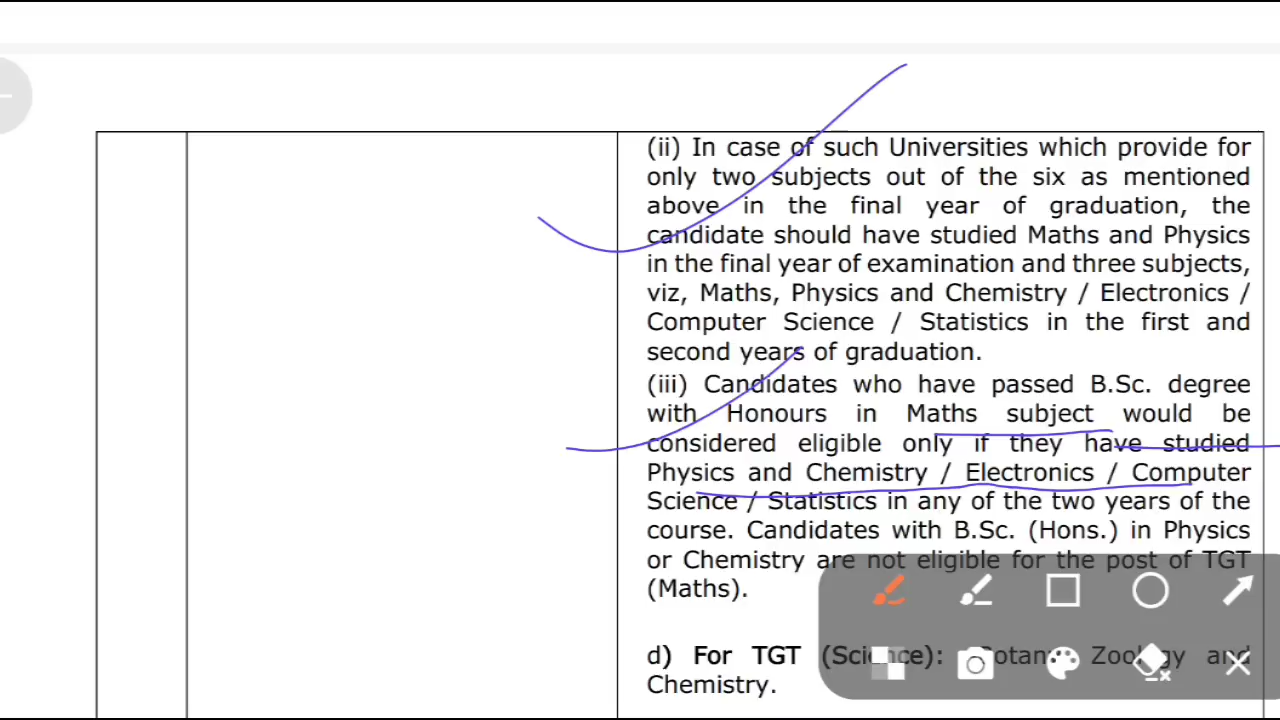 (ii) In case of such Universities which provide for
only two subjects out of the six as mentioned
above in the final year of graduation, the
candidate should have studied Maths and Physics
in the final year of examination and three subjects,
viz, Maths, Physics and Chemistry / Electronics /
Computer Science / Statistics in the first and
second years of graduation.
(iii) Candidates who have passed B.Sc. degree
with Honours in Maths subject would be
considered eligible only if they have studied
Physics and Chemistry / Electronics / Computer
Science / Statistics in any of the two years of the
course. Candidates with B.Sc. (Hons.) in Physics
or Chemistry are not eligible for the post of TGT
(Maths).
d) For TGT (Science): Botany, Zoology and
Chemistry.